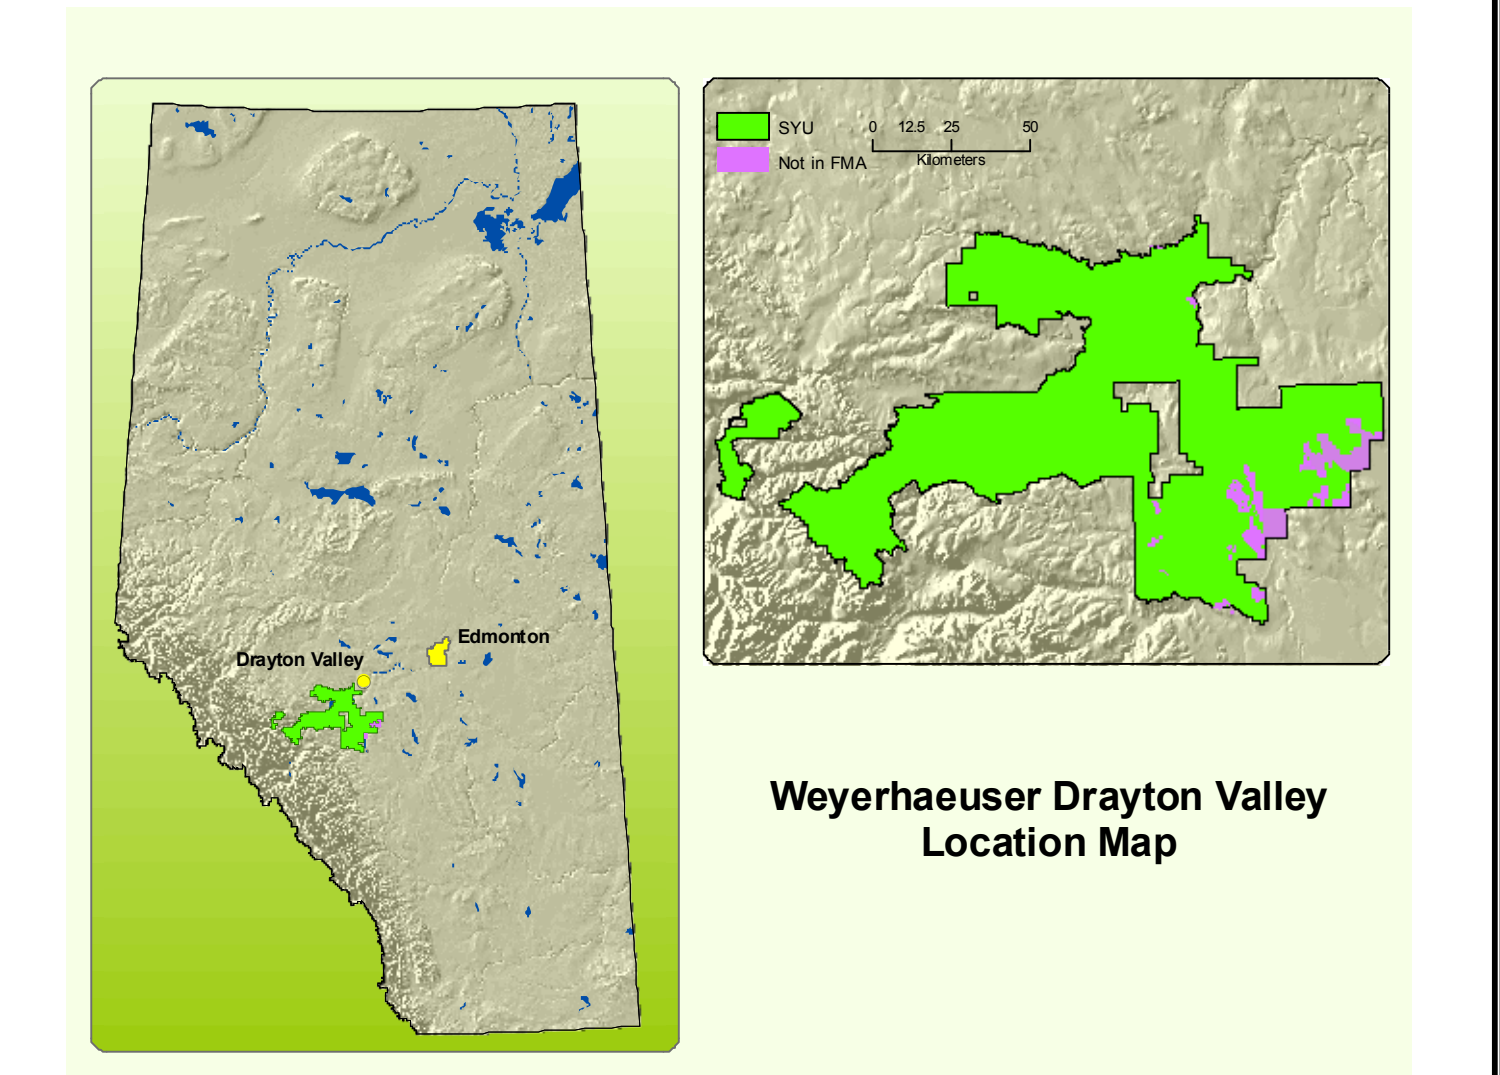 SYU
0 12.5 25 50
Kilometers
Not in FMA
Edmonton
Drayton Valley
Weyerhaeuser Drayton Valley
Location Map